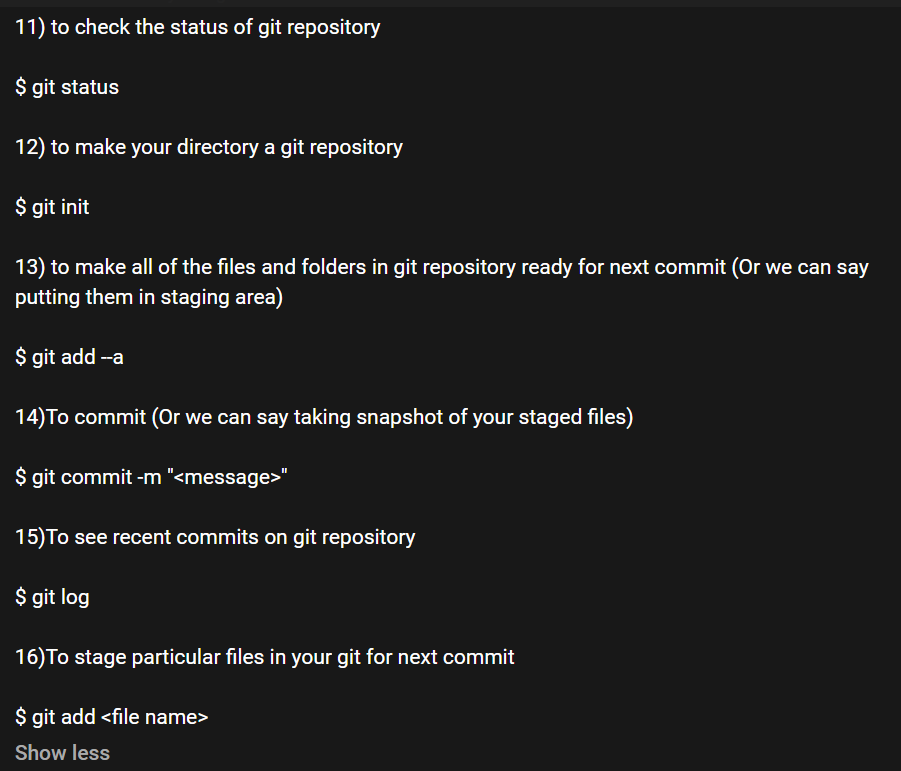 11) to check the status of git repository
$ git status
12) to make your directory a git repository
$ git init
13) to make all of the files and folders in git repository ready for next commit (Or we can say
putting them in staging area)
$ git add --a
14)To commit (Or we can say taking snapshot of your staged files)
$ git commit -m "<message>"
15)To see recent commits on git repository
$ git log
16)To stage particular files in your git for next commit
$ git add <file name>
Show less